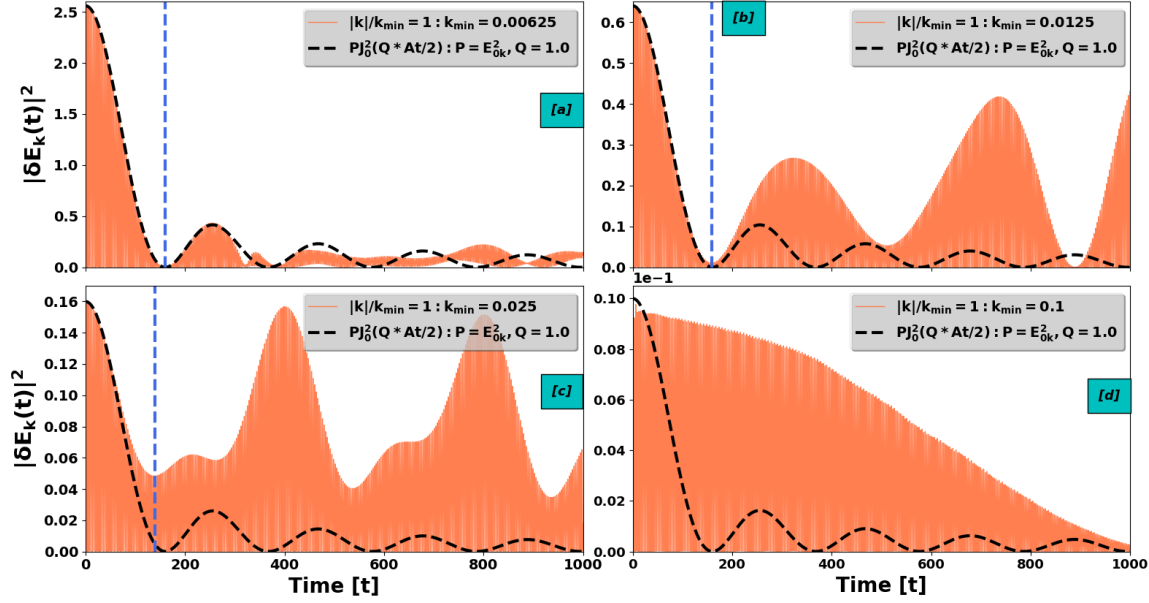 |k|/k_min = 1 : k_min = 0.00625
PJ_0^2(Q * At/2) : P = E_0k^2, Q = 1.0
[a]
|δE_k(t)|^2
2.5
2.0
1.5
1.0
0.5
0.0
[b]
|k|/k_min = 1 : k_min = 0.0125
PJ_0^2(Q * At/2) : P = E_0k^2, Q = 1.0
0.6
0.5
0.4
0.3
0.2
0.1
0.0
|k|/k_min = 1 : k_min = 0.025
PJ_0^2(Q * At/2) : P = E_0k^2, Q = 1.0
[c]
|δE_k(t)|^2
0.16
0.14
0.12
0.10
0.08
0.06
0.04
0.02
0.00
0 200 400 600 800 1000
Time [t]
1e−1
|k|/k_min = 1 : k_min = 0.1
PJ_0^2(Q * At/2) : P = E_0k^2, Q = 1.0
[d]
0.10
0.08
0.06
0.04
0.02
0.00
0 200 400 600 800 1000
Time [t]